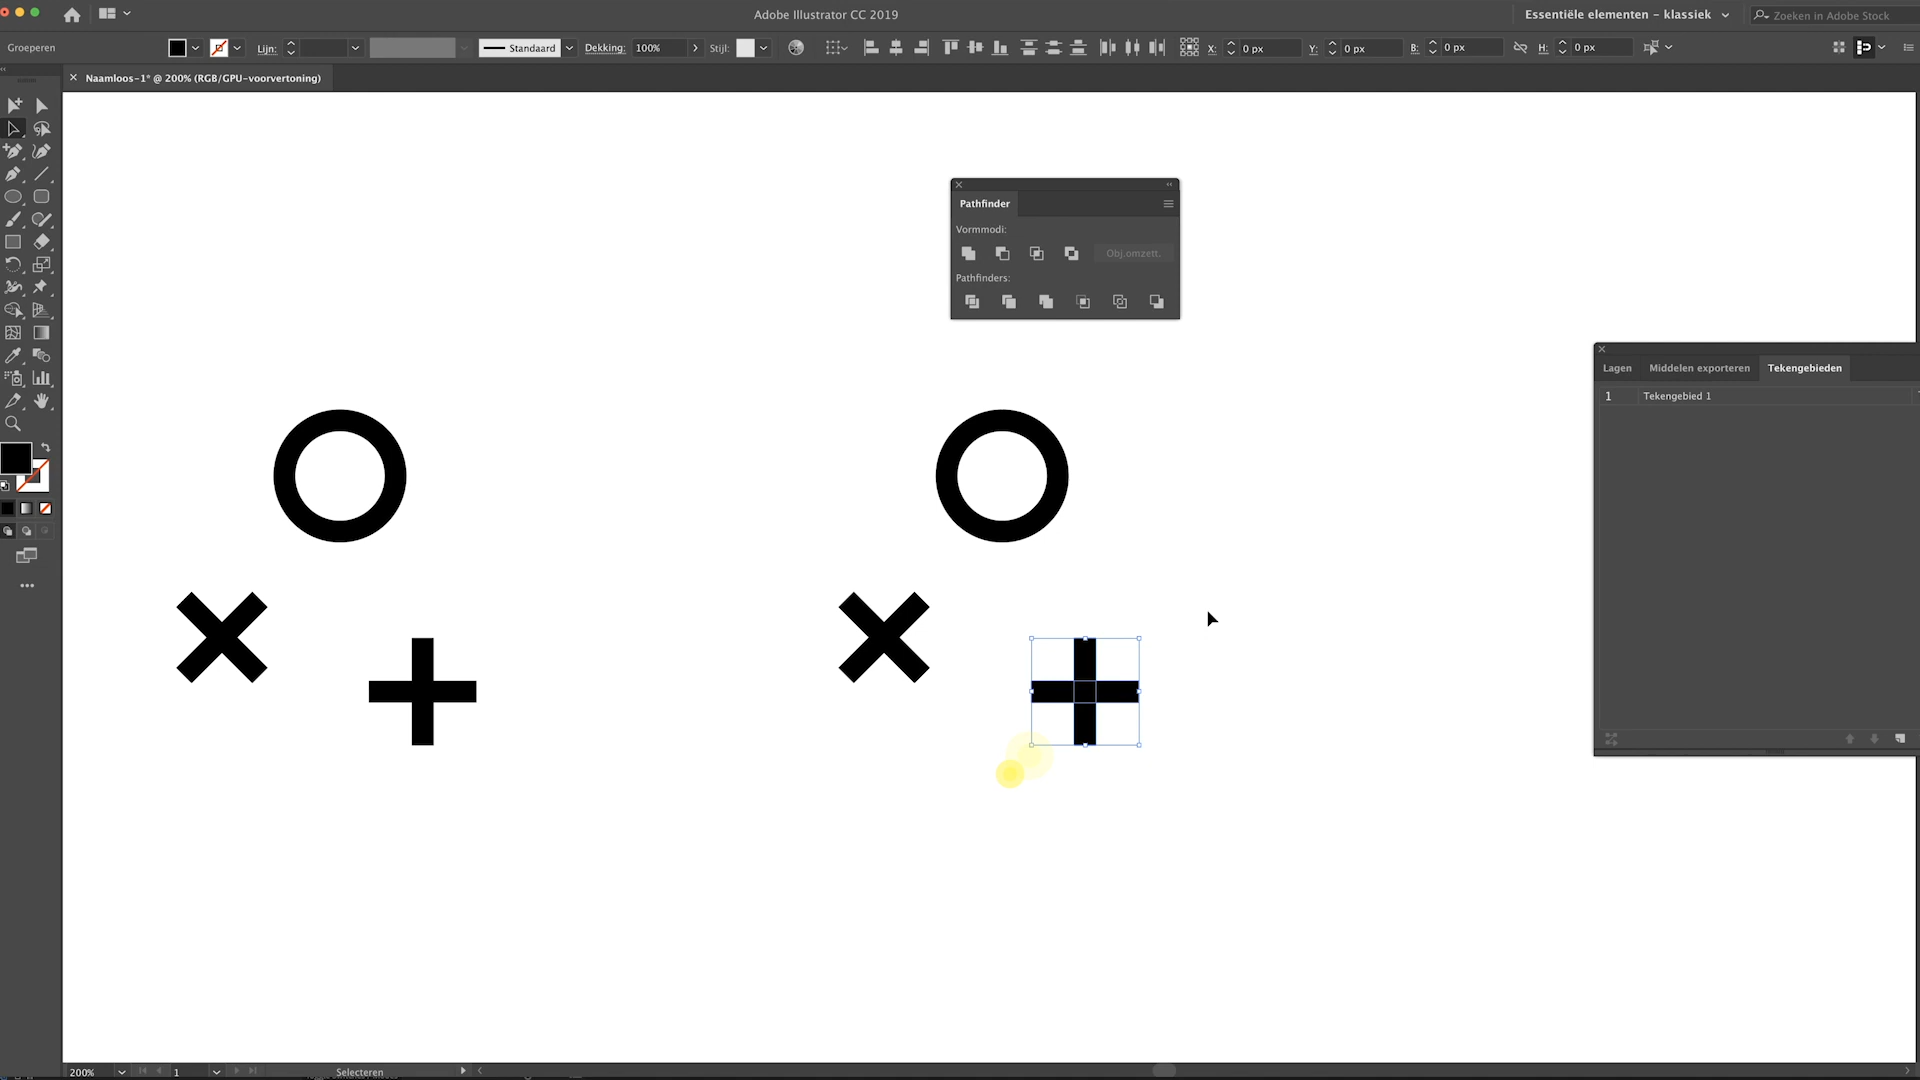 Adobe Illustrator CC 2019
Essentiële elementen – klassiek
Zoeken in Adobe Stock
Groeperen
Lijn:
Standaard
Dekking:
100%
Stijl:
X:
0 px
Y:
0 px
B:
0 px
H:
0 px
Naamloos-1* @ 200% (RGB/GPU-voorvertoning)
Pathfinder
Vormmodi:
Obj.omzett.
Pathfinders:
Lagen
Middelen exporteren
Tekengebieden
1
Tekengebied 1
200%
1
Selecteren